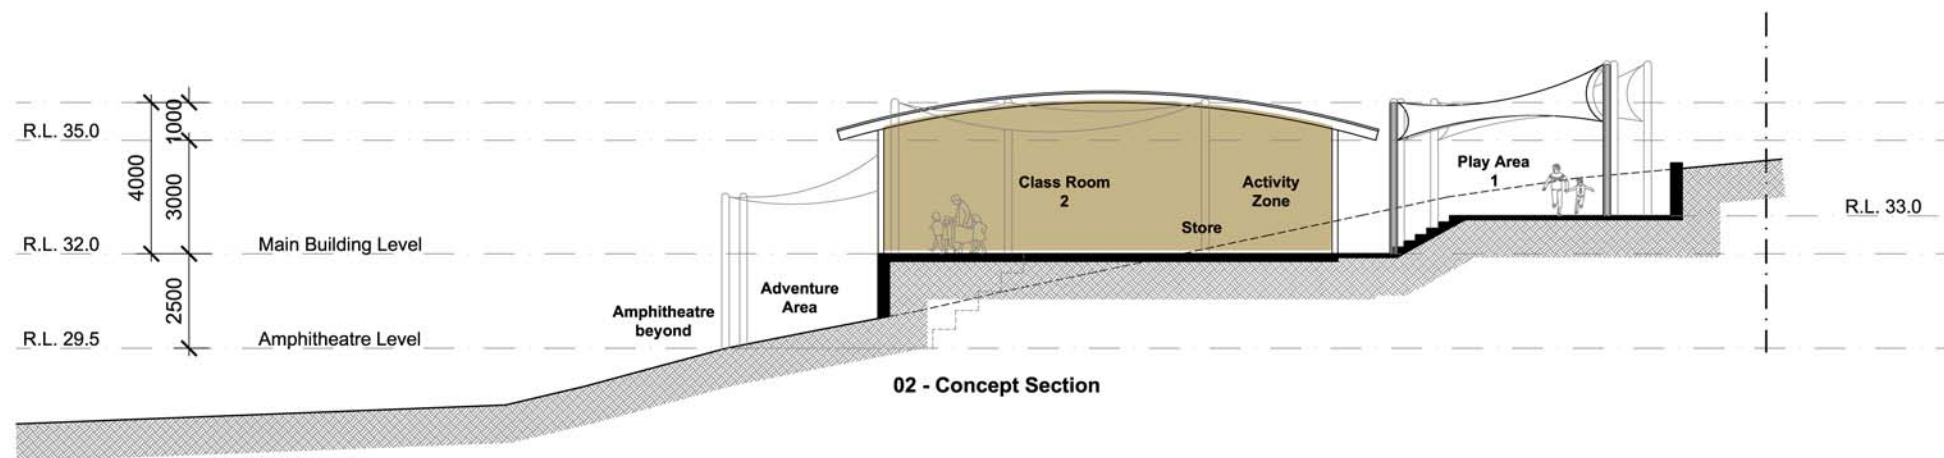 1000
R.L. 35.0
4000
3000
Class Room
2
Activity
Zone
Play Area
1
R.L. 33.0
Store
R.L. 32.0
Main Building Level
2500
Adventure
Area
Amphitheatre
beyond
R.L. 29.5
Amphitheatre Level
02 - Concept Section